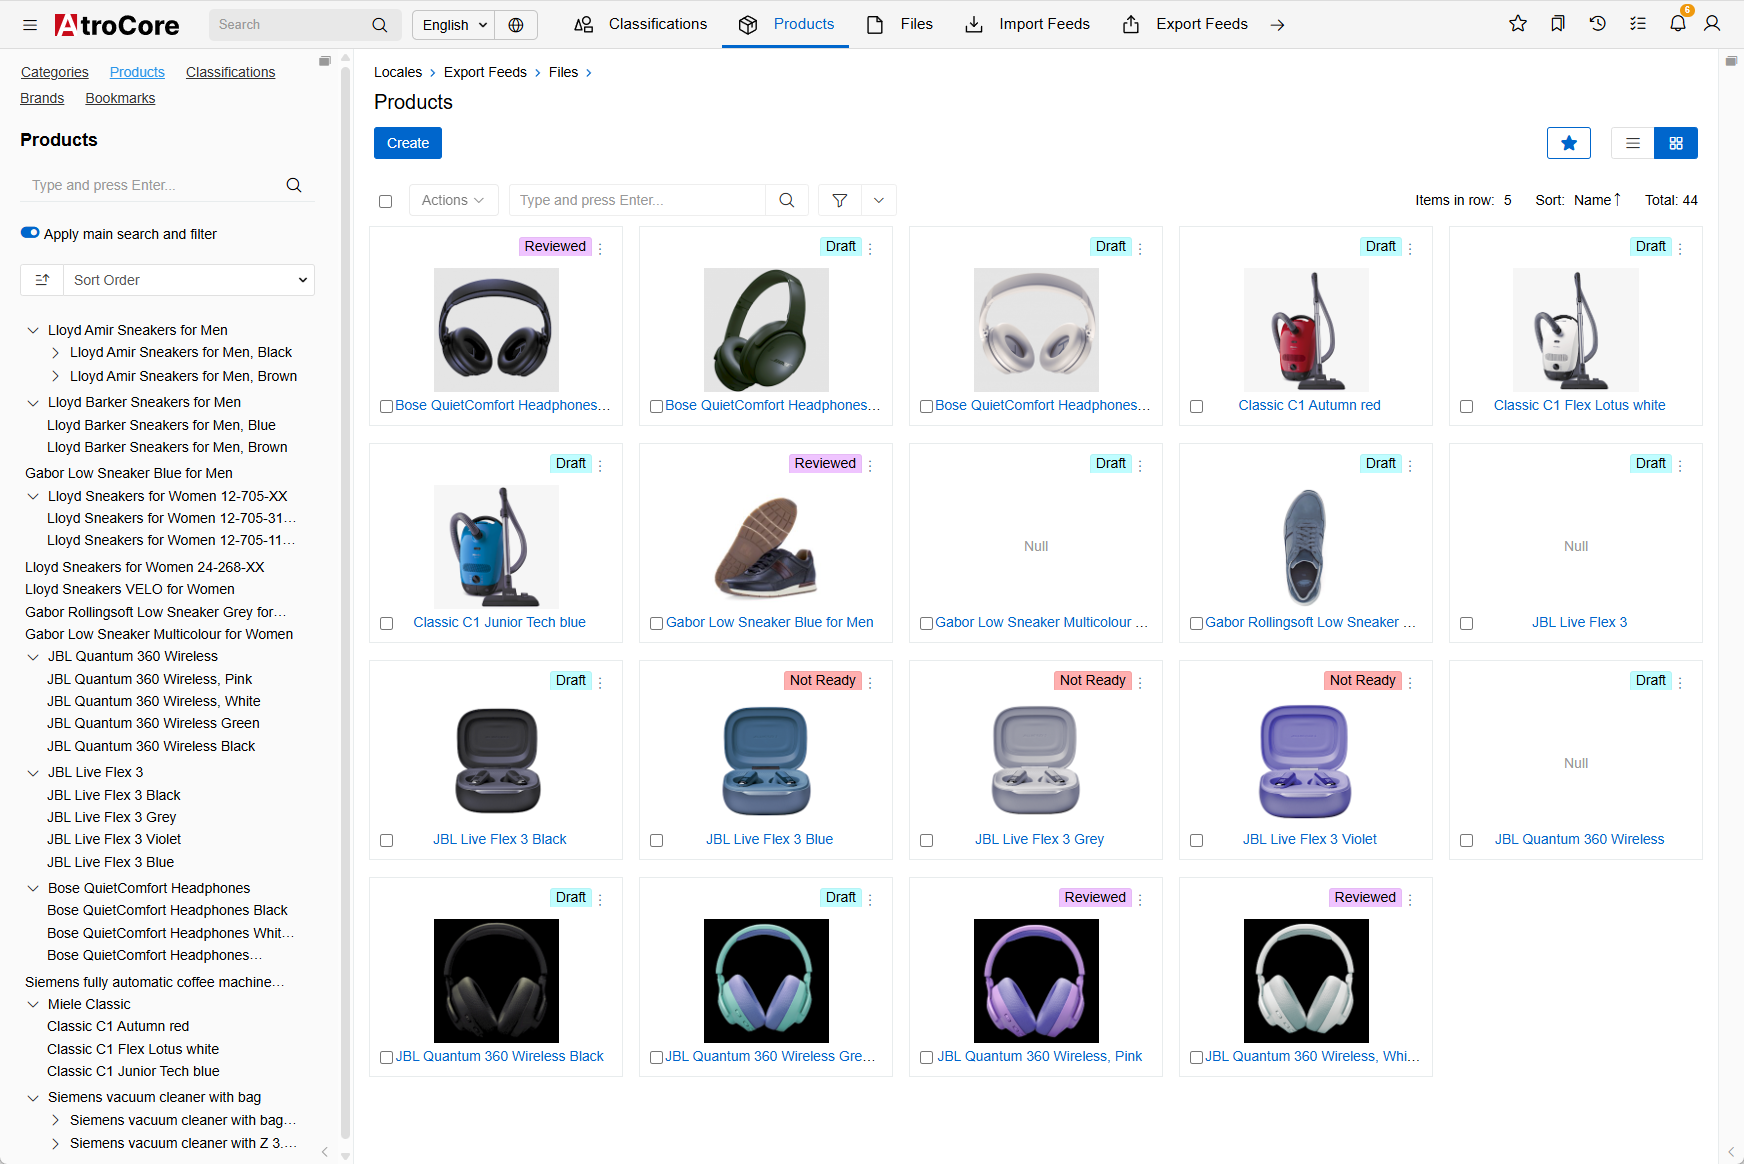 AtroCore
Search
English
Classifications
Products
Files
Import Feeds
Export Feeds
6
Categories
Products
Classifications
Brands
Bookmarks
Products
Type and press Enter...
Apply main search and filter
Sort Order
Lloyd Amir Sneakers for Men
Lloyd Amir Sneakers for Men, Black
Lloyd Amir Sneakers for Men, Brown
Lloyd Barker Sneakers for Men
Lloyd Barker Sneakers for Men, Blue
Lloyd Barker Sneakers for Men, Brown
Gabor Low Sneaker Blue for Men
Lloyd Sneakers for Women 12-705-XX
Lloyd Sneakers for Women 12-705-31...
Lloyd Sneakers for Women 12-705-11...
Lloyd Sneakers for Women 24-268-XX
Lloyd Sneakers VELO for Women
Gabor Rollingsoft Low Sneaker Grey for...
Gabor Low Sneaker Multicolour for Women
JBL Quantum 360 Wireless
JBL Quantum 360 Wireless, Pink
JBL Quantum 360 Wireless, White
JBL Quantum 360 Wireless Green
JBL Quantum 360 Wireless Black
JBL Live Flex 3
JBL Live Flex 3 Black
JBL Live Flex 3 Grey
JBL Live Flex 3 Violet
JBL Live Flex 3 Blue
Bose QuietComfort Headphones
Bose QuietComfort Headphones Black
Bose QuietComfort Headphones Whit...
Bose QuietComfort Headphones...
Siemens fully automatic coffee machine...
Miele Classic
Classic C1 Autumn red
Classic C1 Flex Lotus white
Classic C1 Junior Tech blue
Siemens vacuum cleaner with bag
Siemens vacuum cleaner with bag...
Siemens vacuum cleaner with Z 3....
Locales > Export Feeds > Files >
Products
Create
Actions
Type and press Enter...
Items in row: 5
Sort: Name
Total: 44
Reviewed
Draft
Draft
Draft
Draft
Bose QuietComfort Headphones...
Bose QuietComfort Headphones...
Bose QuietComfort Headphones...
Classic C1 Autumn red
Classic C1 Flex Lotus white
Draft
Reviewed
Draft
Draft
Draft
Null
Null
Classic C1 Junior Tech blue
Gabor Low Sneaker Blue for Men
Gabor Low Sneaker Multicolour ...
Gabor Rollingsoft Low Sneaker ...
JBL Live Flex 3
Draft
Not Ready
Not Ready
Not Ready
Draft
Null
JBL Live Flex 3 Black
JBL Live Flex 3 Blue
JBL Live Flex 3 Grey
JBL Live Flex 3 Violet
JBL Quantum 360 Wireless
Draft
Draft
Reviewed
Reviewed
JBL Quantum 360 Wireless Black
JBL Quantum 360 Wireless Gre...
JBL Quantum 360 Wireless, Pink
JBL Quantum 360 Wireless, Whi...